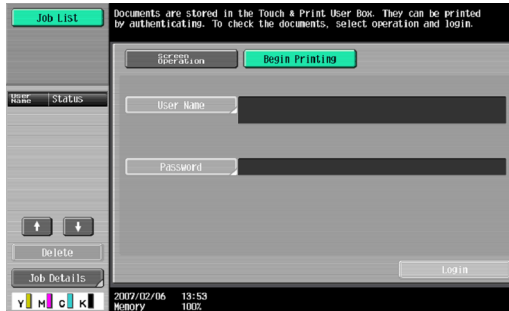 Job List
Documents are stored in the Touch & Print User Box. They can be printed
by authenticating. To check the documents, select operation and login.
Screen
Operation
Begin Printing
User
Name
Status
User Name
Password
Delete
Job Details
Login
Y M C K
2007/02/06 13:53
Memory 100%